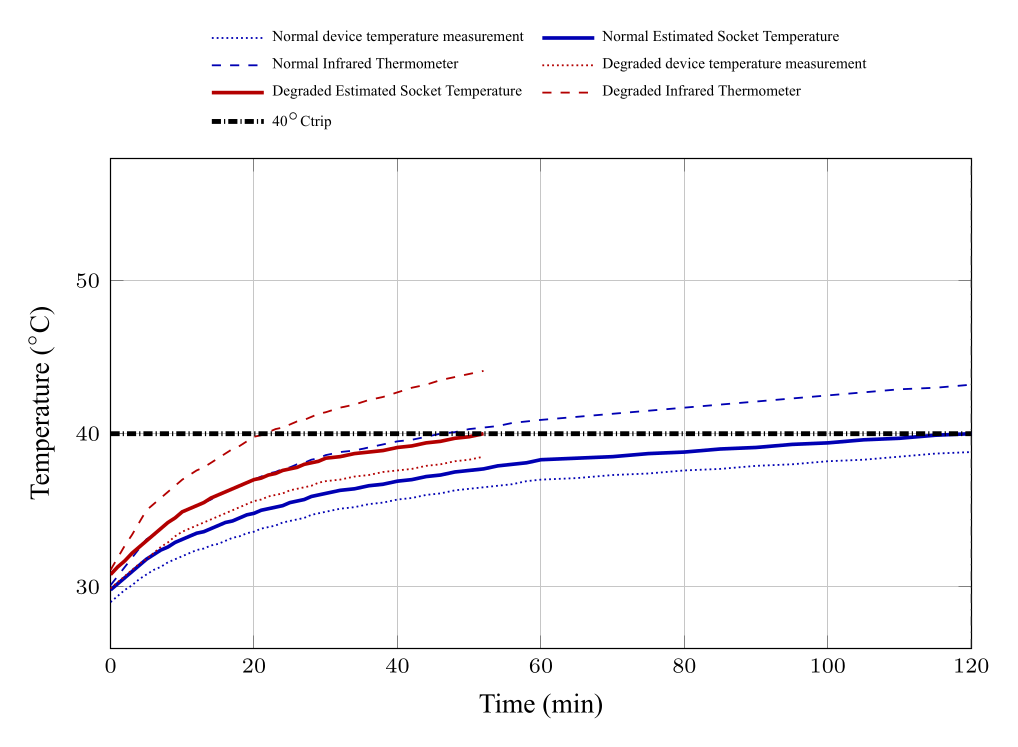 Normal device temperature measurement Normal Estimated Socket Temperature
Normal Infrared Thermometer Degraded device temperature measurement
Degraded Estimated Socket Temperature Degraded Infrared Thermometer
40° Ctrip
50
40
30
Temperature (°C)
0 20 40 60 80 100 120
Time (min)